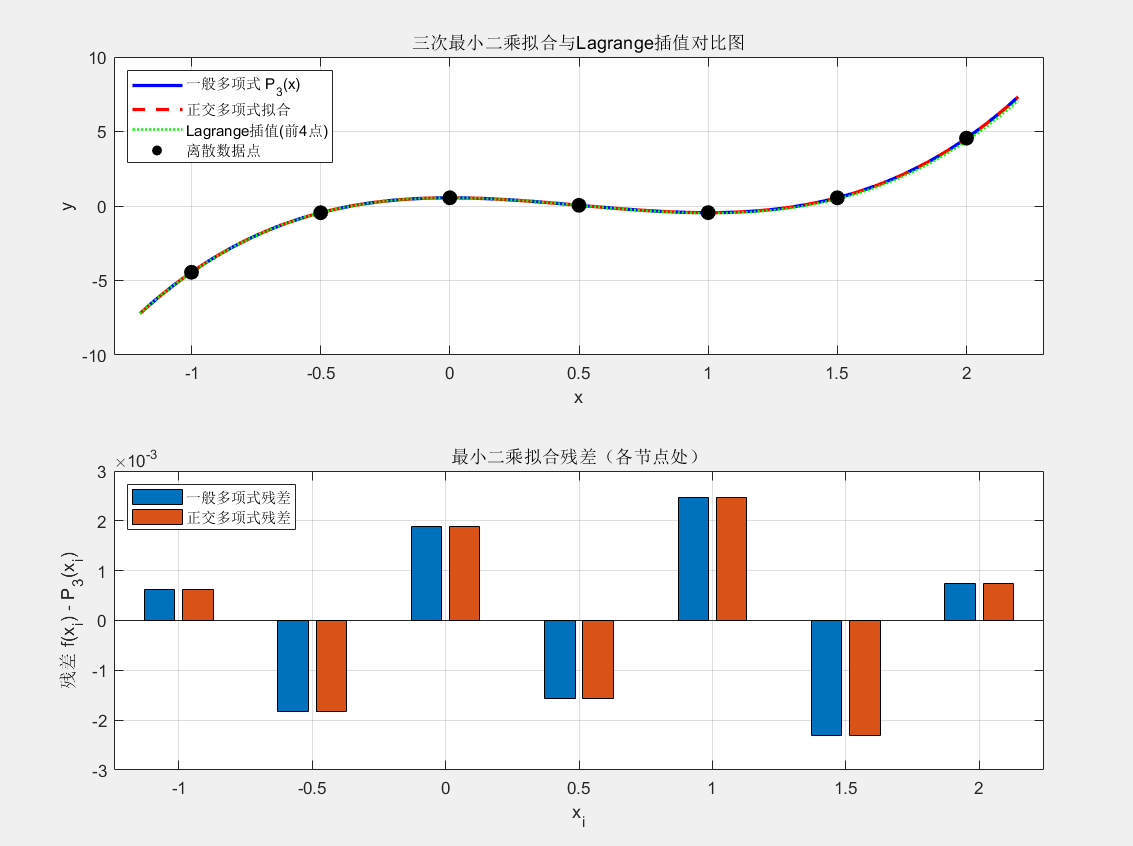 三次最小二乘拟合与Lagrange插值对比图
10
5
0
-5
-10
y
一般多项式 P_3(x)
正交多项式拟合
Lagrange插值(前4点)
离散数据点
-1 -0.5 0 0.5 1 1.5 2
x
×10^-3
最小二乘拟合残差（各节点处）
3
2
1
0
-1
-2
-3
残差 f(x_i) - P_3(x_i)
一般多项式残差
正交多项式残差
-1 -0.5 0 0.5 1 1.5 2
x_i